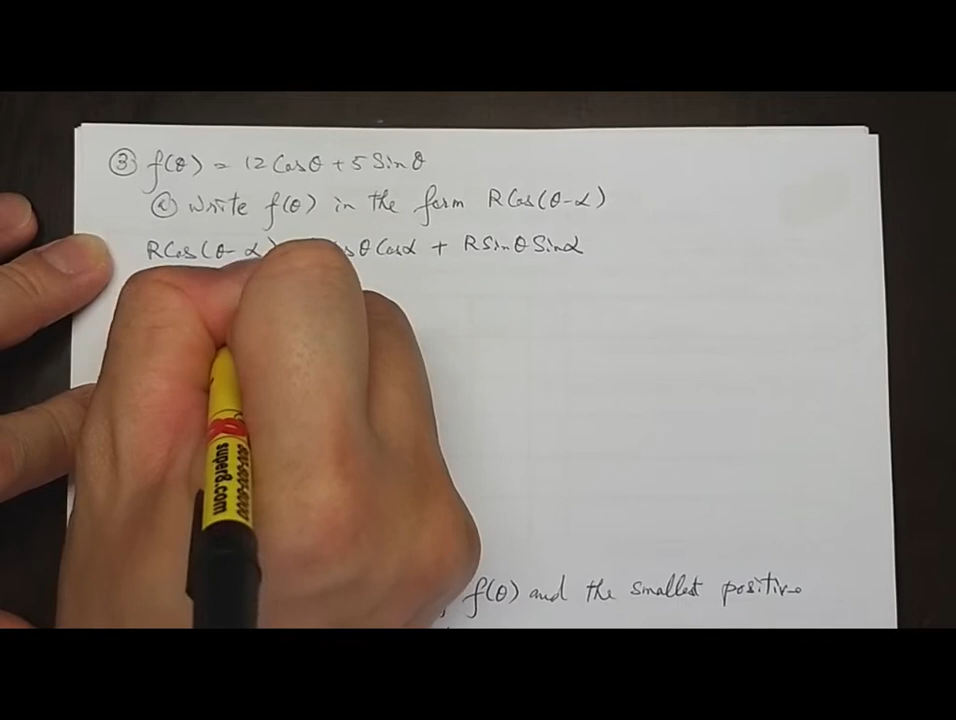 ③ f(θ) = 12 Cosθ + 5 Sinθ
ⓐ Write f(θ) in the form RCos(θ-α)
RCos(θ-α) θ Cosα + RSinθ Sinα
super8.com
f(θ) and the smallest positive